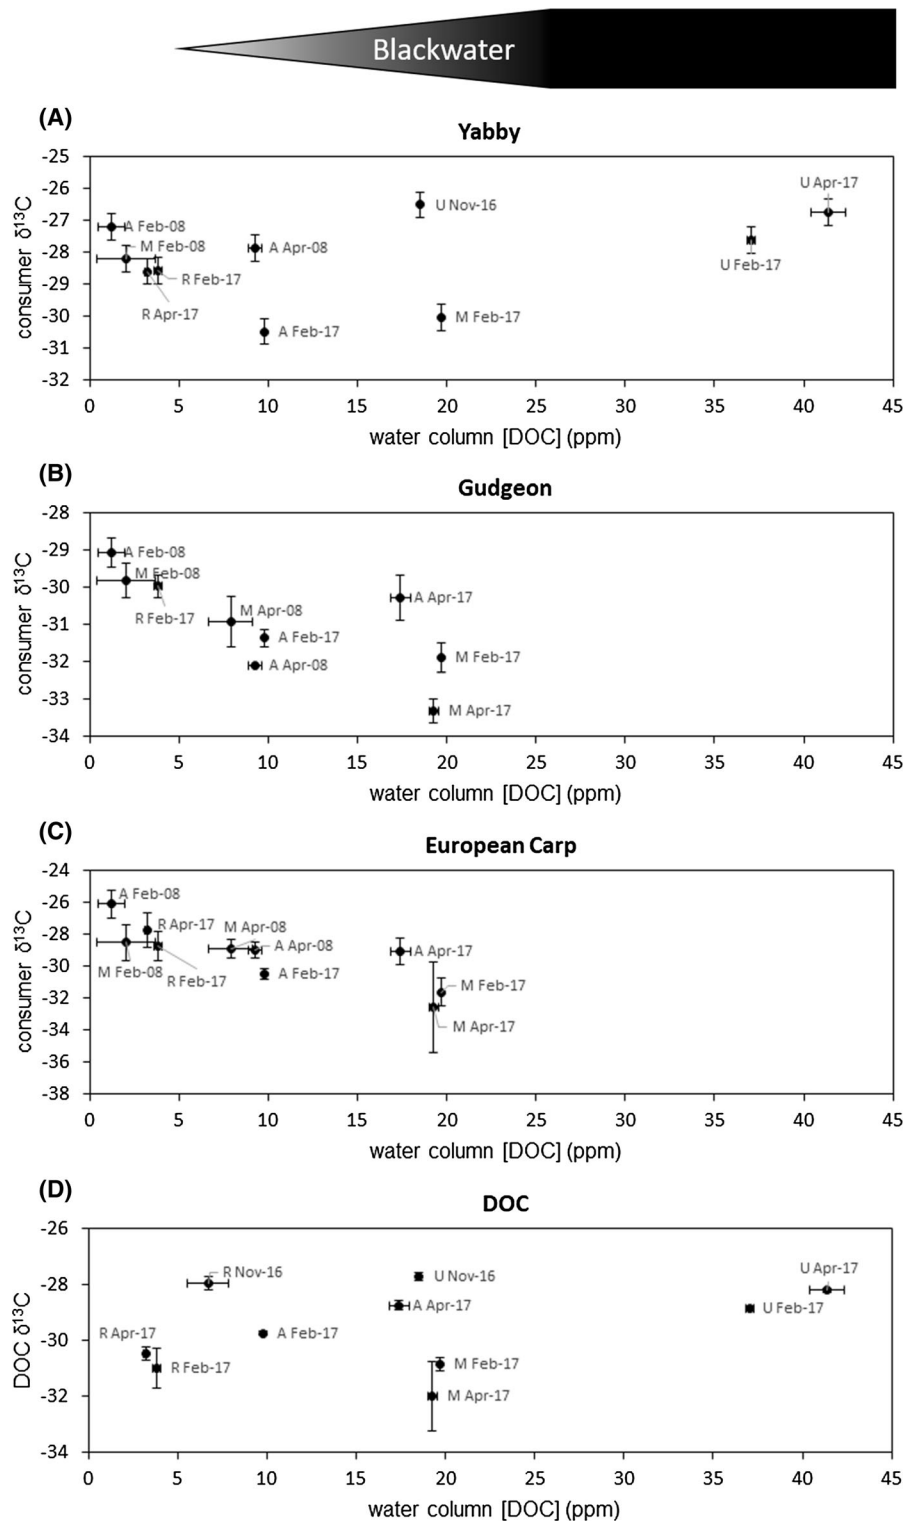 Blackwater
(A)
Yabby
-25
-26
-27
-28
-29
-30
-31
-32
consumer δ¹³C
A Feb-08
M Feb-08
A Apr-08
R Feb-17
R Apr-17
A Feb-17
U Nov-16
M Feb-17
U Apr-17
U Feb-17
0 5 10 15 20 25 30 35 40 45
water column [DOC] (ppm)
(B)
Gudgeon
-28
-29
-30
-31
-32
-33
-34
consumer δ¹³C
A Feb-08
M Feb-08
R Feb-17
M Apr-08
A Feb-17
A Apr-08
A Apr-17
M Feb-17
M Apr-17
0 5 10 15 20 25 30 35 40 45
water column [DOC] (ppm)
(C)
European Carp
-24
-26
-28
-30
-32
-34
-36
-38
consumer δ¹³C
A Feb-08
R Apr-17
M Apr-08
A Apr-08
M Feb-08
R Feb-17
A Feb-17
A Apr-17
M Feb-17
M Apr-17
0 5 10 15 20 25 30 35 40 45
water column [DOC] (ppm)
(D)
DOC
-26
-28
-30
-32
-34
DOC δ¹³C
R Nov-16
U Nov-16
A Apr-17
U Apr-17
U Feb-17
R Apr-17
A Feb-17
R Feb-17
M Feb-17
M Apr-17
0 5 10 15 20 25 30 35 40 45
water column [DOC] (ppm)